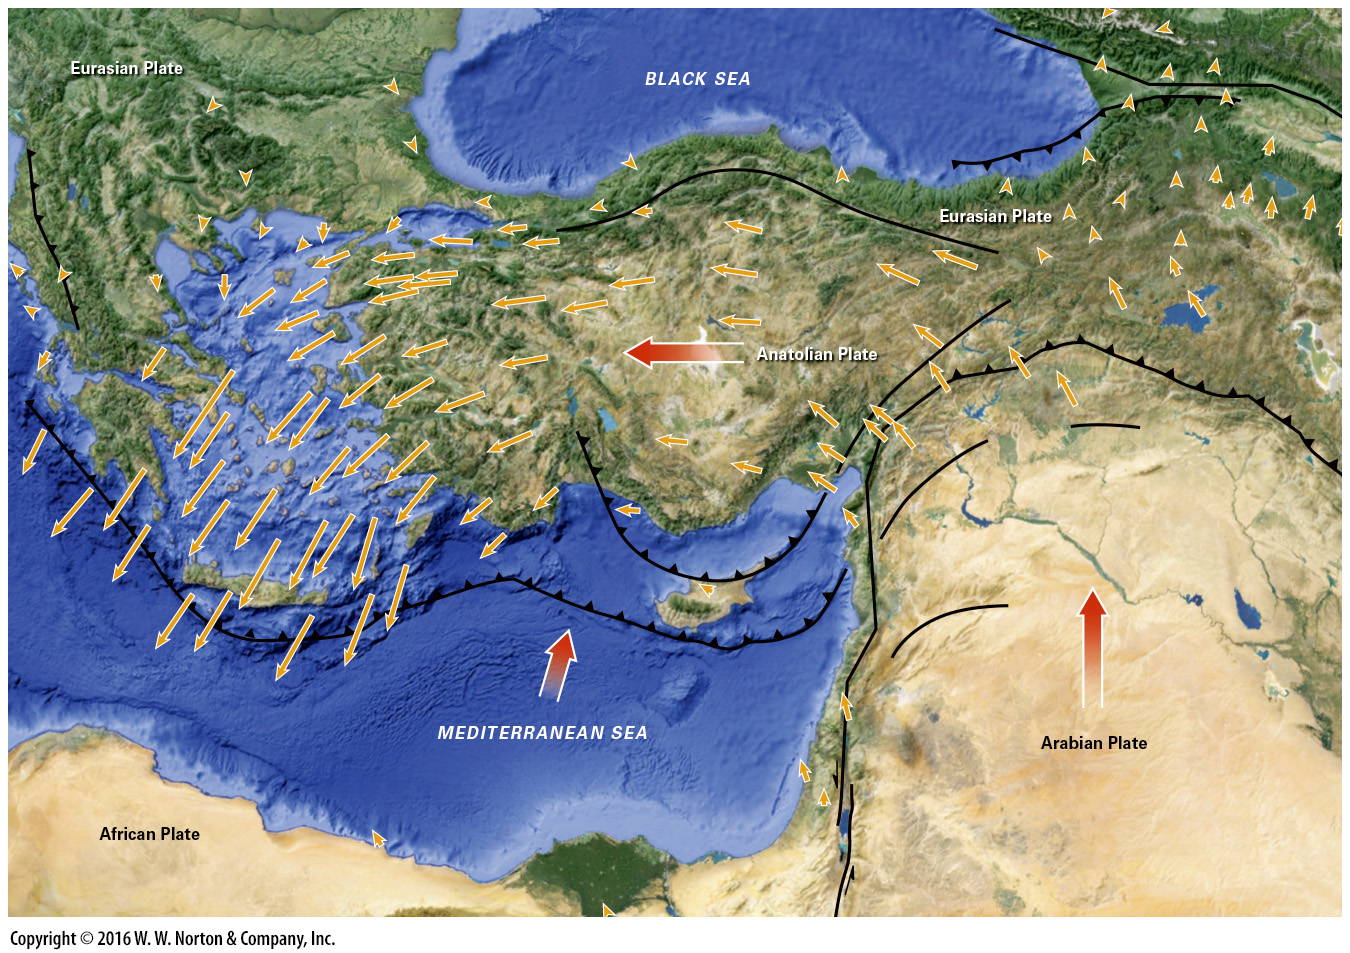 Eurasian Plate
BLACK SEA
Eurasian Plate
Anatolian Plate
MEDITERRANEAN SEA
Arabian Plate
African Plate
Copyright © 2016 W. W. Norton & Company, Inc.